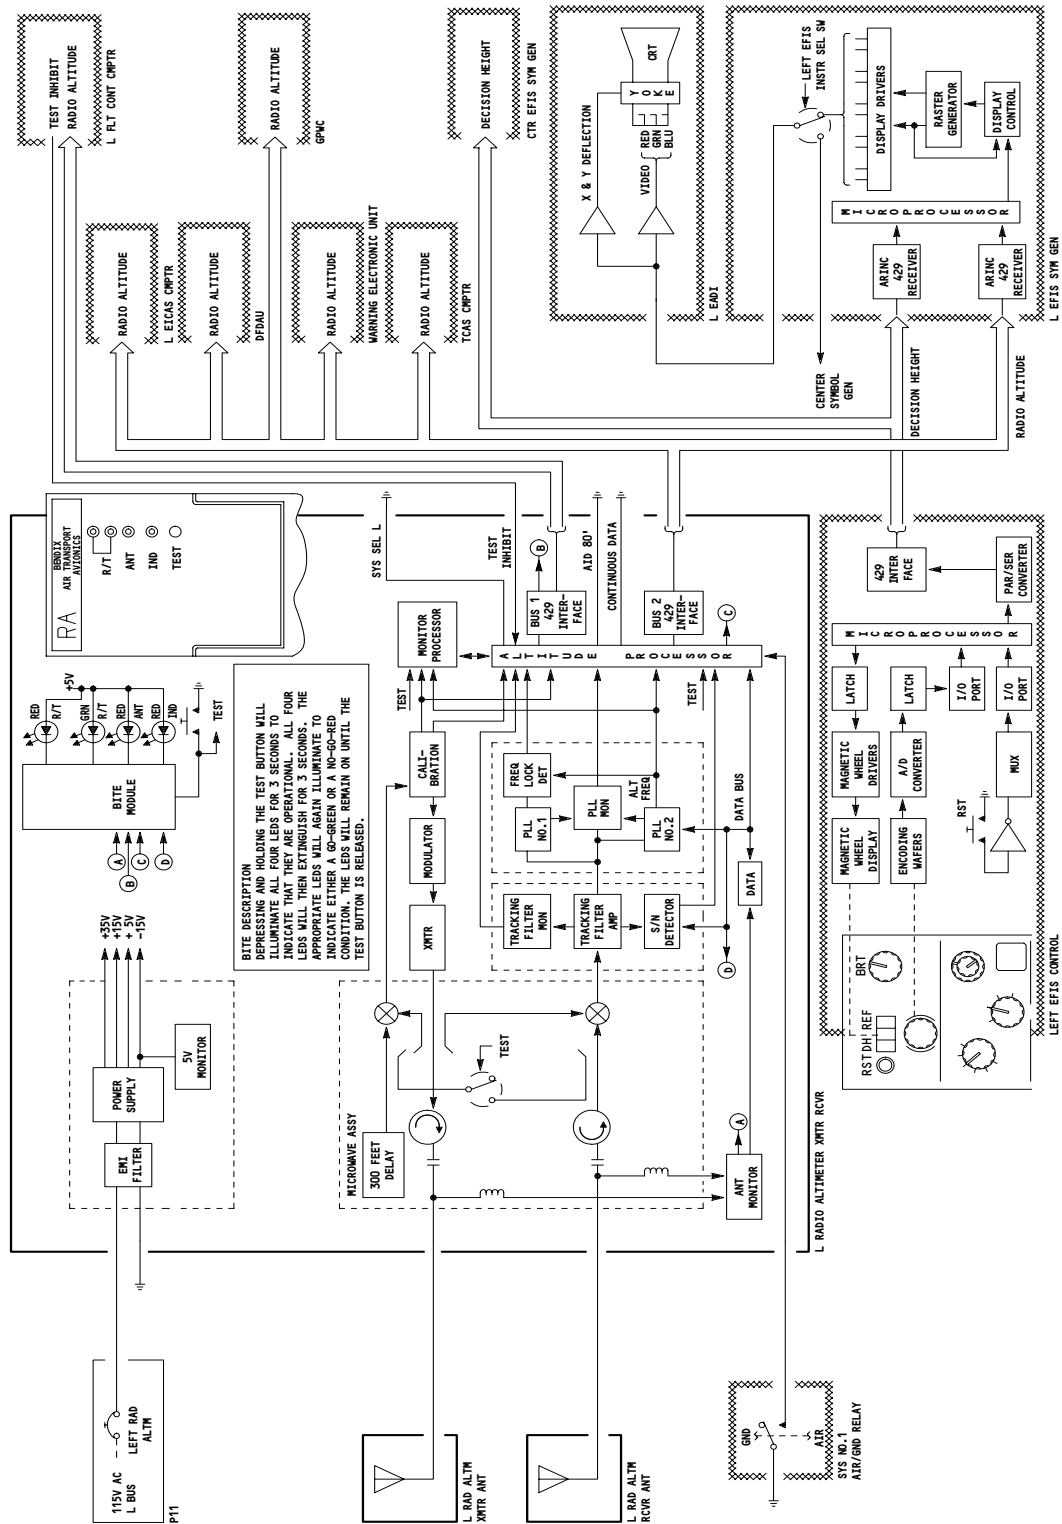 115V AC
L BUS
LEFT RAD
ALTM
P11
EMI
FILTER
POWER
SUPPLY
5V
MONITOR
+35V
+15V
+ 5V
-15V
A
B
C
D
BITE
MODULE
RED
R/T
GRN
R/T
RED
ANT
RED
IND
+5V
TEST
RA
BENDIX
AIR TRANSPORT
AVIONICS
R/T
ANT
IND
TEST
BITE DESCRIPTION
DEPRESSING AND HOLDING THE TEST BUTTON WILL
ILLUMINATE ALL FOUR LEDS FOR 3 SECONDS TO
INDICATE THAT THEY ARE OPERATIONAL. ALL FOUR
LEDS WILL THEN EXTINGUISH FOR 3 SECONDS. THE
APPROPRIATE LEDS WILL AGAIN ILLUMINATE TO
INDICATE EITHER A GO-GREEN OR A NO-GO-RED
CONDITION. THE LEDS WILL REMAIN ON UNTIL THE
TEST BUTTON IS RELEASED.
L RAD ALTM
XMTR ANT
L RAD ALTM
RCVR ANT
MICROWAVE ASSY
300 FEET
DELAY
TEST
ANT
MONITOR
A
XMTR
MODULATOR
CALI-
BRATION
TEST
MONITOR
PROCESSOR
TRACKING
FILTER
MON
TRACKING
FILTER
AMP
S/N
DETECTOR
D
DATA
DATA BUS
PLL
NO.1
FREQ
LOCK
DET
PLL
MON
ALT
FREQ
PLL
NO.2
TEST
ALTITUDE PROCESSOR
SYS SEL L
TEST
INHIBIT
B
BUS 1
429
INTER-
FACE
AID 80'
CONTINUOUS DATA
BUS 2
429
INTER-
FACE
C
L RADIO ALTIMETER XMTR RCVR
GND
AIR
SYS NO.1
AIR/GND RELAY
TEST INHIBIT
RADIO ALTITUDE
L FLT CONT CMPTR
RADIO ALTITUDE
L EICAS CMPTR
RADIO ALTITUDE
DFDAU
RADIO ALTITUDE
GPWC
RADIO ALTITUDE
WARNING ELECTRONIC UNIT
RADIO ALTITUDE
TCAS CMPTR
DECISION HEIGHT
CTR EFIS SYM GEN
X & Y DEFLECTION
VIDEO
RED
GRN
BLU
YOKE
CRT
L EADI
LEFT EFIS
INSTR SEL SW
CENTER
SYMBOL
GEN
DISPLAY DRIVERS
RASTER
GENERATOR
DISPLAY
CONTROL
MICROPROCESSOR
ARINC
429
RECEIVER
ARINC
429
RECEIVER
L EFIS SYM GEN
DECISION HEIGHT
RADIO ALTITUDE
RST
DH REF
BRT
MAGNETIC
WHEEL
DISPLAY
MAGNETIC
WHEEL
DRIVERS
LATCH
ENCODING
WAFERS
A/D
CONVERTER
LATCH
I/O
PORT
RST
MUX
I/O
PORT
MICROPROCESSOR
429
INTER
FACE
PAR/SER
CONVERTER
LEFT EFIS CONTROL